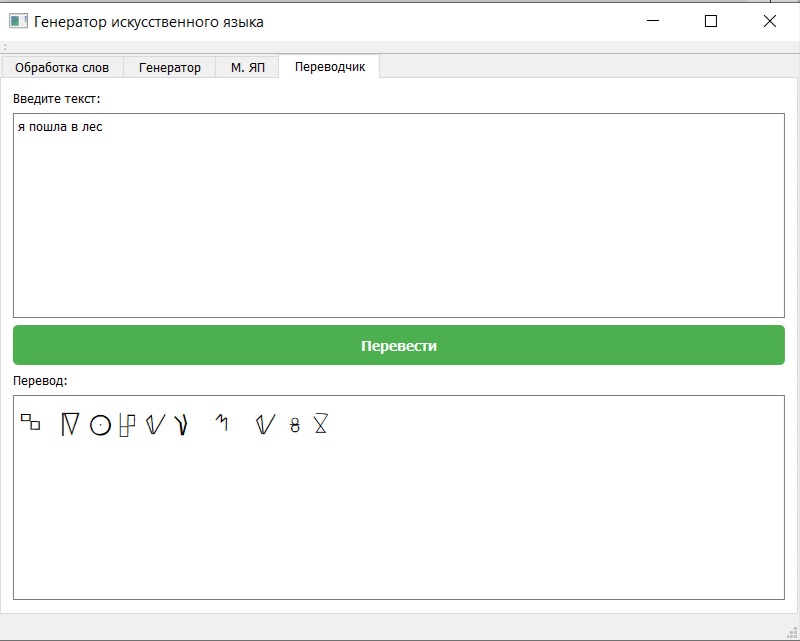 Генератор искусственного языка
Обработка слов Генератор М. ЯП Переводчик
Введите текст:
я пошла в лес
Перевести
Перевод: